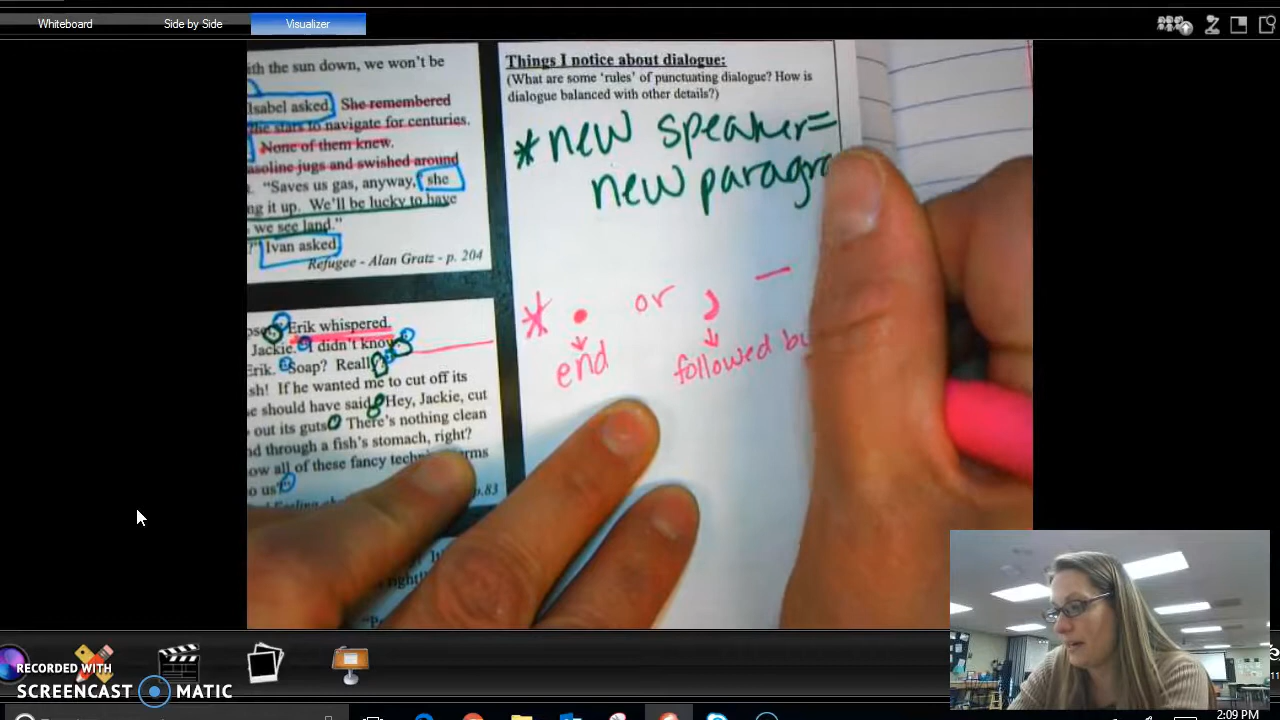 Whiteboard
Side by Side
Visualizer
ith the sun down, we won't be
Isabel asked. She remembered
the stars to navigate for centuries.
None of them knew.
asoline jugs and swished around
"Saves us gas, anyway, she
ng it up. We'll be lucky to have
we see land."
Ivan asked
Refugee - Alan Gratz - p. 204
Erik whispered.
Jackie. I didn't know
Erik. Soap? Really
sh! If he wanted me to cut off its
e should have said Hey, Jackie, cut
out its guts There's nothing clean
d through a fish's stomach, right?
ow all of these fancy
o us?"
p.83
Things I notice about dialogue:
(What are some 'rules' of punctuating dialogue? How is
dialogue balanced with other details?)
*new speaker=
new paragra
* . or , —
end
followed by
RECORDED WITH
SCREENCAST MATIC
2:09 PM